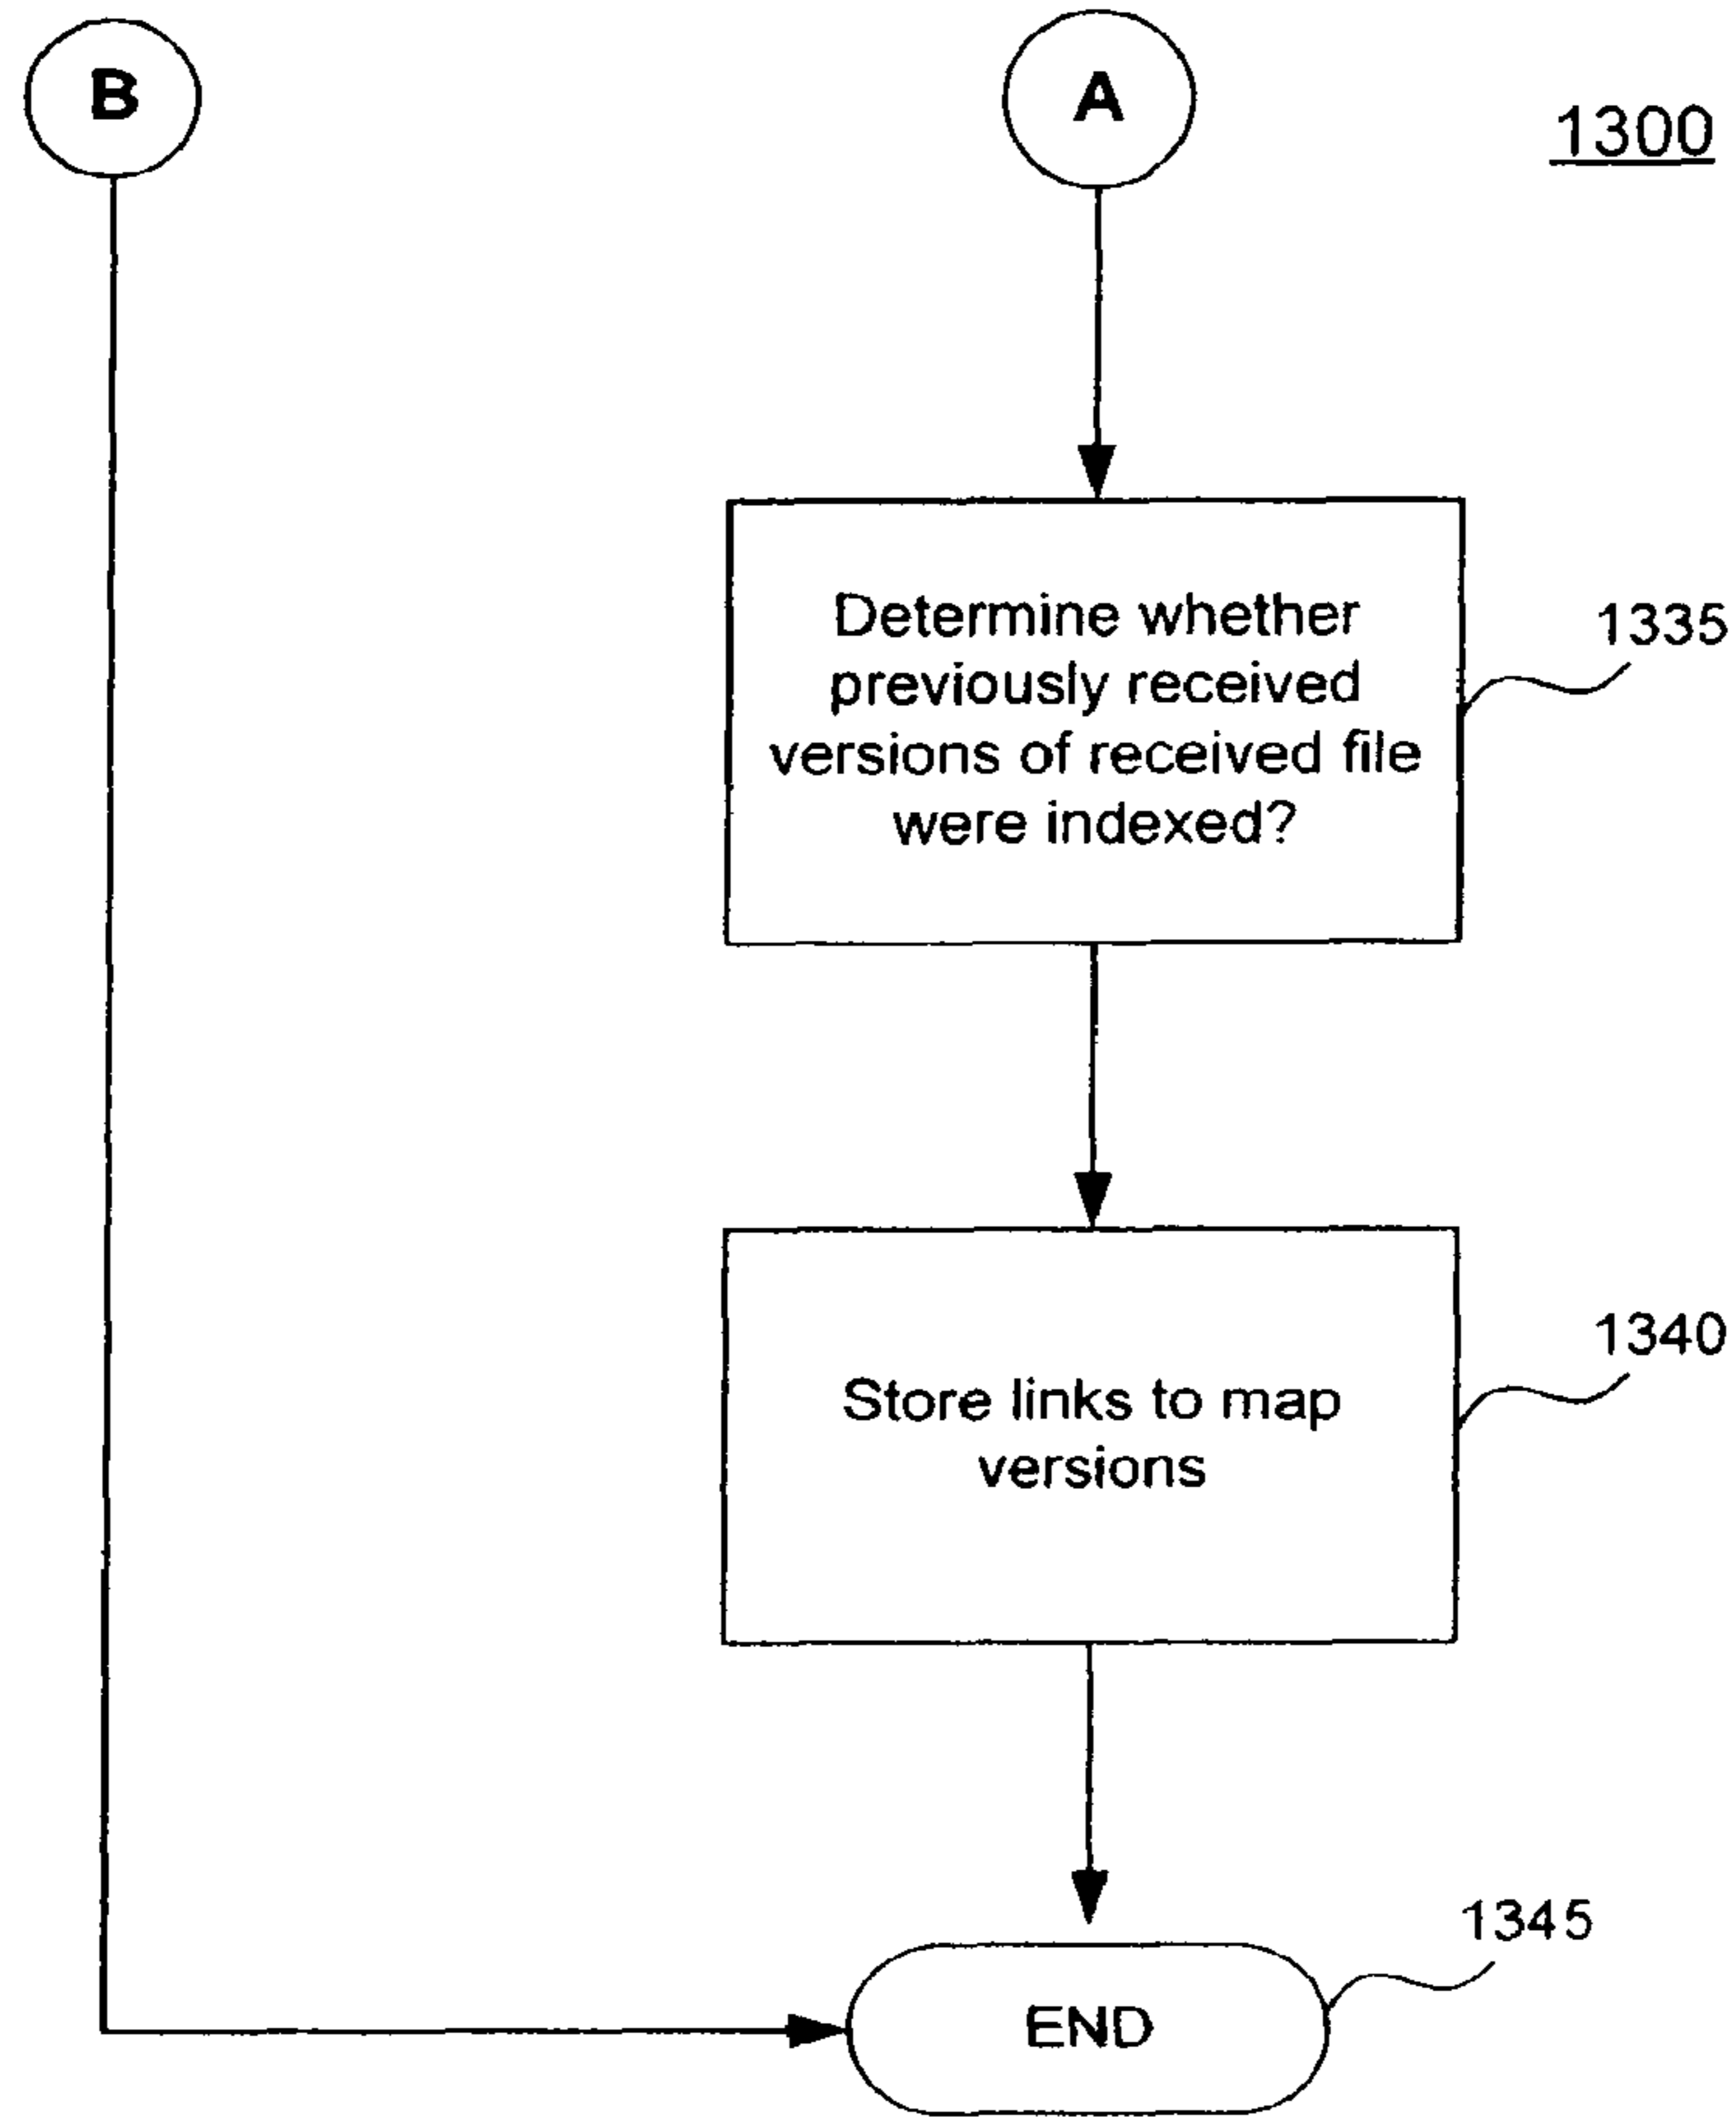 B
A
1300
Determine whether
previously received
versions of received file
were indexed?
1335
Store links to map
versions
1340
1345
END